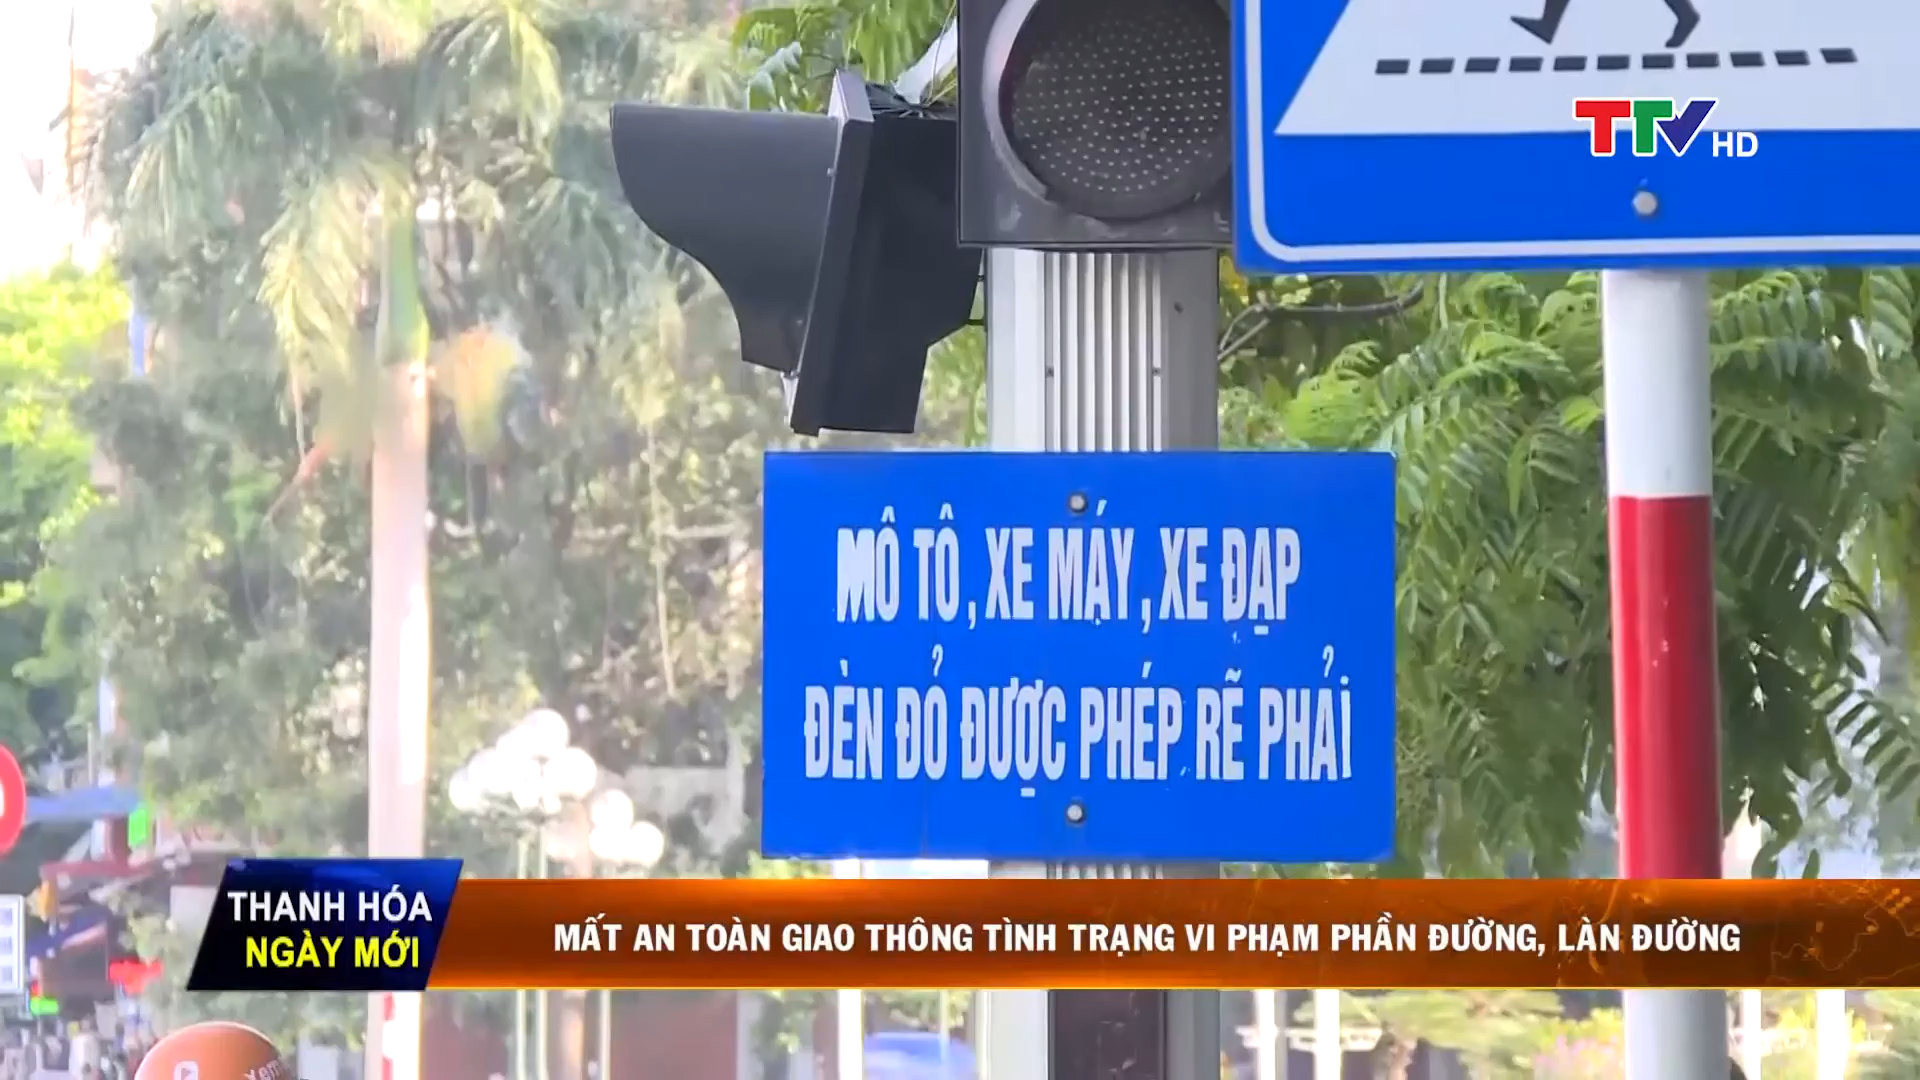 TTV HD
MÔ TÔ, XE MÁY, XE ĐẠP
ĐÈN ĐỎ ĐƯỢC PHÉP RẼ PHẢI
THANH HÓA
NGÀY MỚI
MẤT AN TOÀN GIAO THÔNG TÌNH TRẠNG VI PHẠM PHẦN ĐƯỜNG, LÀN ĐƯỜNG